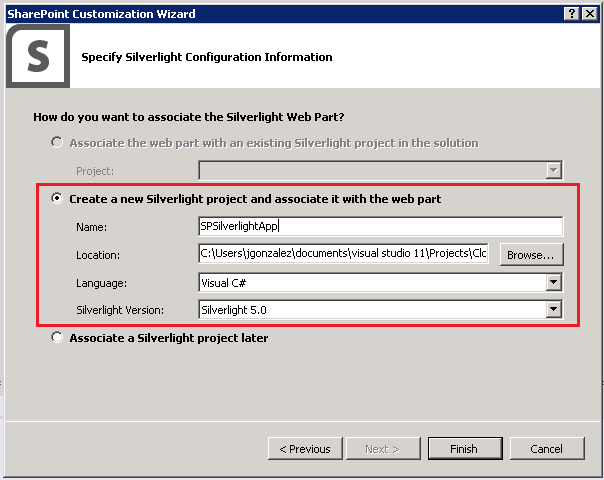 SharePoint Customization Wizard
S
Specify Silverlight Configuration Information
How do you want to associate the Silverlight Web Part?
Associate the web part with an existing Silverlight project in the solution
Project:
Create a new Silverlight project and associate it with the web part
Name: SPSilverlightApp
Location: C:\Users\jgonzalez\documents\visual studio 11\Projects\Clo Browse...
Language: Visual C#
Silverlight Version: Silverlight 5.0
Associate a Silverlight project later
< Previous Next > Finish Cancel